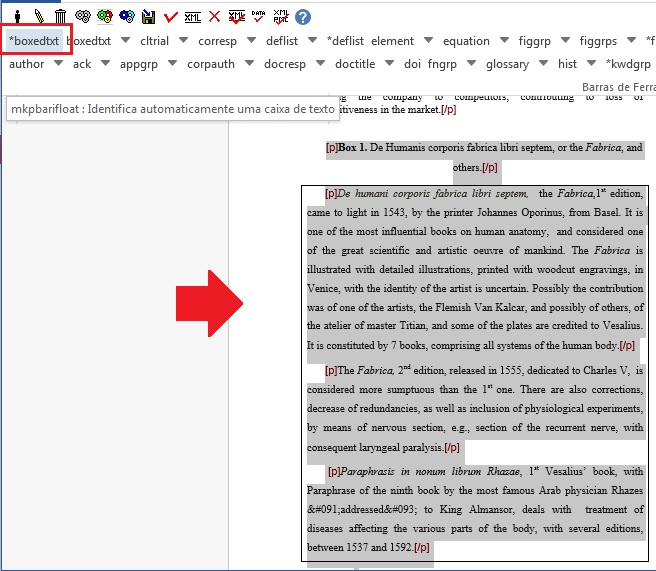 DATA XML
XML
PMC
*boxedtxt boxedtxt cltrial corresp deflist *deflist element equation figgrp figgrps *f
author ack appgrp corpauth docresp doctitle doi fngrp glossary hist *kwdgrp
Barras de Ferra
mkpbarifloat : Identifica automaticamente uma caixa de texto
the company to competitors, contributing to loss of
itiveness in the market.[/p]
[p]Box 1. De Humanis corporis fabrica libri septem, or the Fabrica, and
others.[/p]
[p]De humani corporis fabrica libri septem, the Fabrica,1st edition,
came to light in 1543, by the printer Johannes Oporinus, from Basel. It is
one of the most influential books on human anatomy, and considered one
of the great scientific and artistic oeuvre of mankind. The Fabrica is
illustrated with detailed illustrations, printed with woodcut engravings, in
Venice, with the identity of the artist is uncertain. Possibly the contribution
was of one of the artists, the Flemish Van Kalcar, and possibly of others, of
the atelier of master Titian, and some of the plates are credited to Vesalius.
It is constituted by 7 books, comprising all systems of the human body.[/p]
[p]The Fabrica, 2nd edition, released in 1555, dedicated to Charles V, is
considered more sumptuous than the 1st one. There are also corrections,
decrease of redundancies, as well as inclusion of physiological experiments,
by means of nervous section, e.g., section of the recurrent nerve, with
consequent laryngeal paralysis.[/p]
[p]Paraphrasis in nonum librum Rhazae, 1st Vesalius’ book, with
Paraphrase of the ninth book by the most famous Arab physician Rhazes
&#091;addressed&#093; to King Almansor, deals with treatment of
diseases affecting the various parts of the body, with several editions,
between 1537 and 1592.[/p]